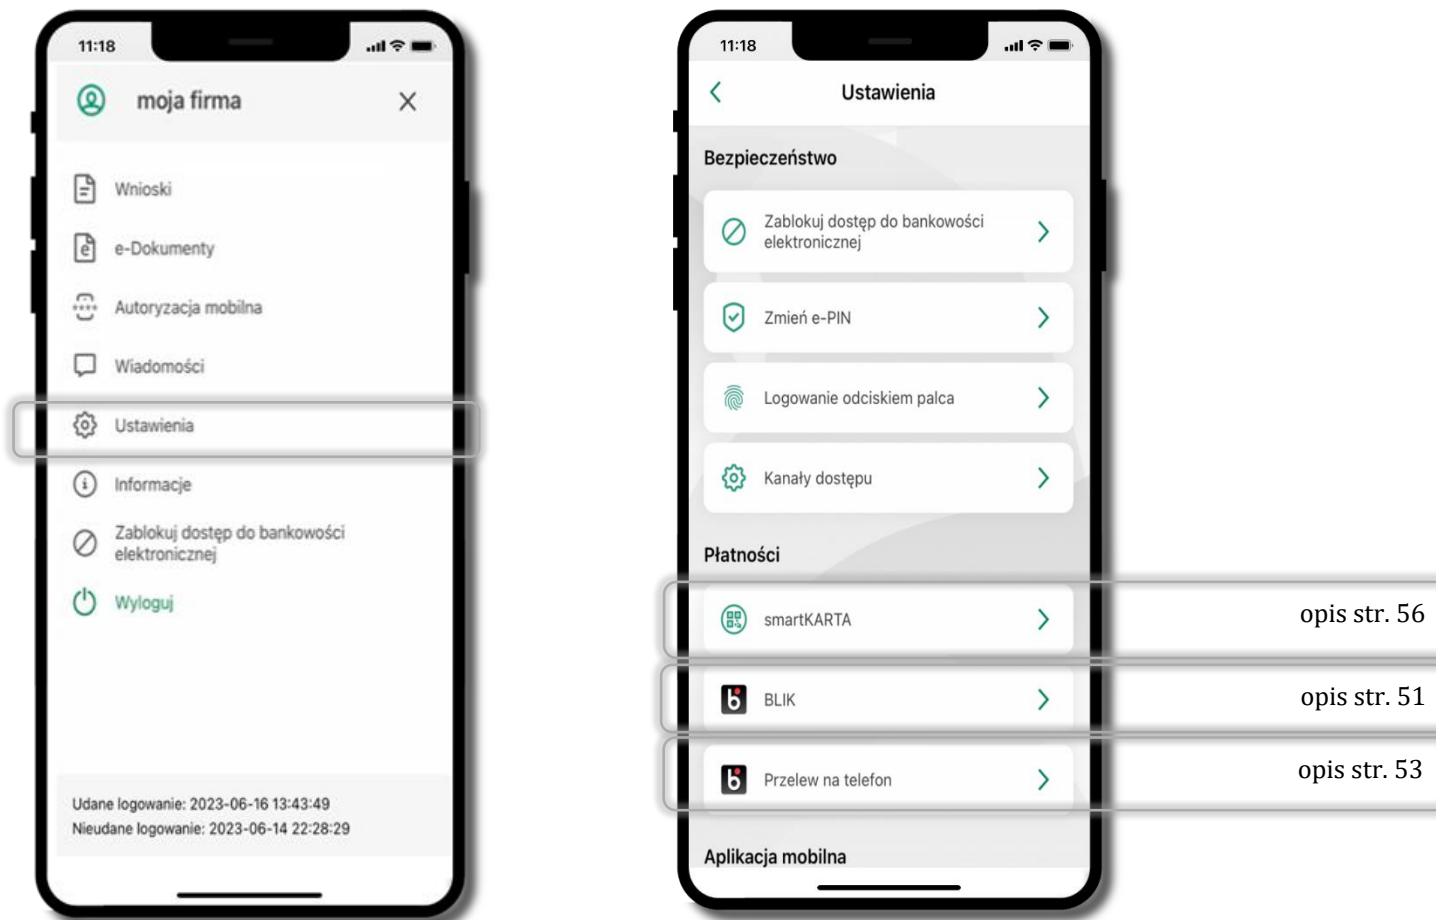 11:18
moja firma
Wnioski
e-Dokumenty
Autoryzacja mobilna
Wiadomości
Ustawienia
Informacje
Zablokuj dostęp do bankowości
elektronicznej
Wyloguj
Udane logowanie: 2023-06-16 13:43:49
Nieudane logowanie: 2023-06-14 22:28:29
11:18
Ustawienia
Bezpieczeństwo
Zablokuj dostęp do bankowości
elektronicznej
Zmień e-PIN
Logowanie odciskiem palca
Kanały dostępu
Płatności
smartKARTA
opis str. 56
BLIK
opis str. 51
Przelew na telefon
opis str. 53
Aplikacja mobilna